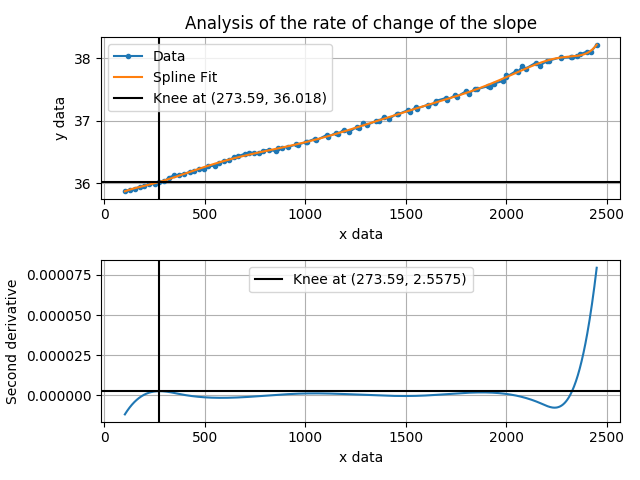 Analysis of the rate of change of the slope
y data
38
37
36
Data
Spline Fit
Knee at (273.59, 36.018)
0 500 1000 1500 2000 2500
x data
Second derivative
0.000075
0.000050
0.000025
0.000000
Knee at (273.59, 2.5575)
0 500 1000 1500 2000 2500
x data